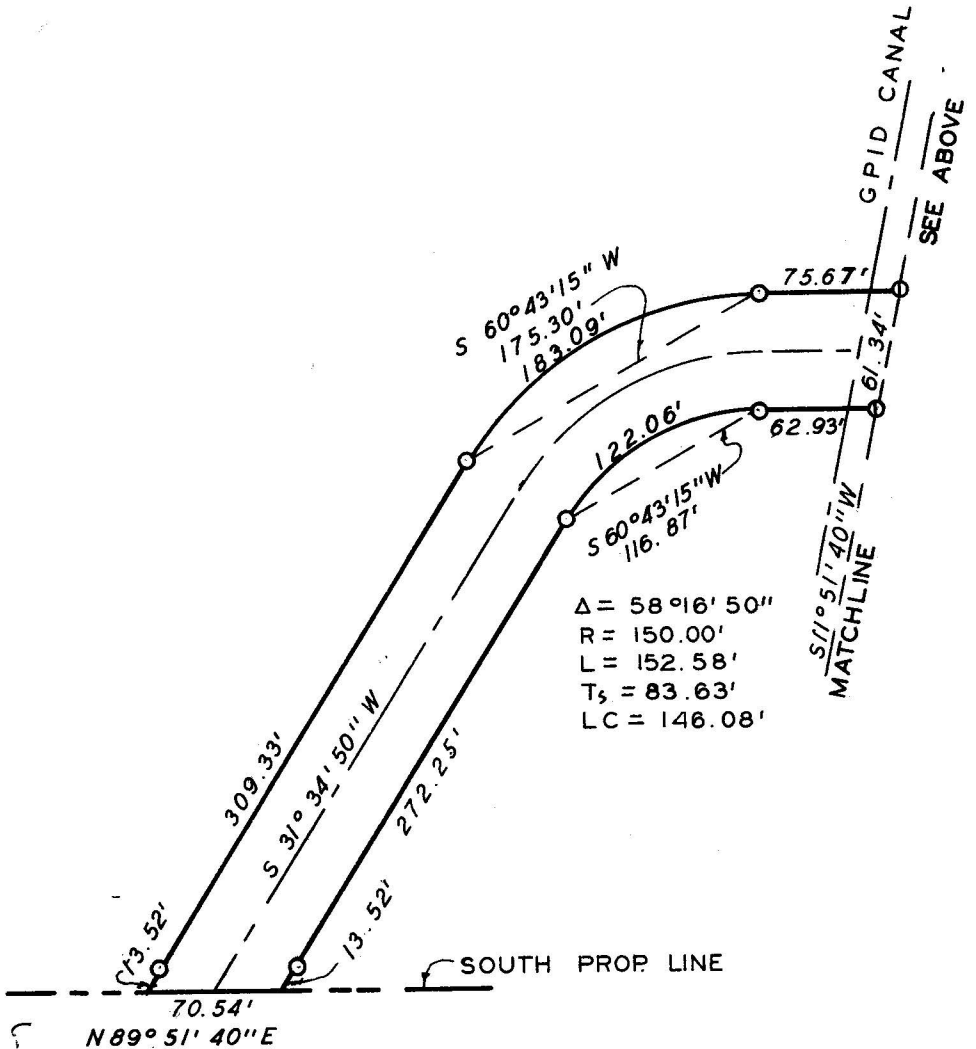 GPID CANAL
SEE ABOVE
75.67'
S 60°43'15" W
175.30'
183.09'
61.34'
122.06'
62.93'
S 60°43'15"W
116.87'
S11°51'40"W
MATCHLINE
Δ = 58°16'50"
R = 150.00'
L = 152.58'
Ts = 83.63'
LC = 146.08'
309.33'
S 31°34'50" W
272.25'
13.52'
13.52'
SOUTH PROP. LINE
70.54'
N89°51'40"E